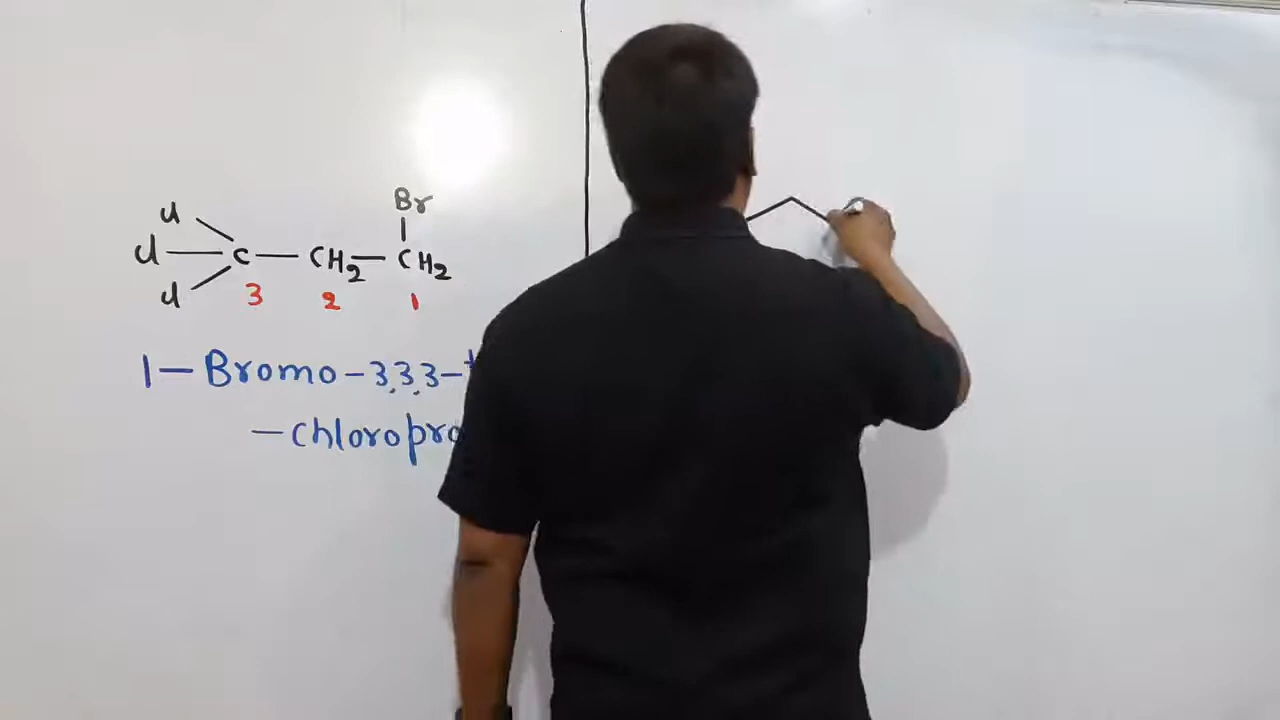 Br
Cl
Cl — C — CH2 — CH2
Cl
3 2 1
1 — Bromo – 3,3,3 – t
– chloropro